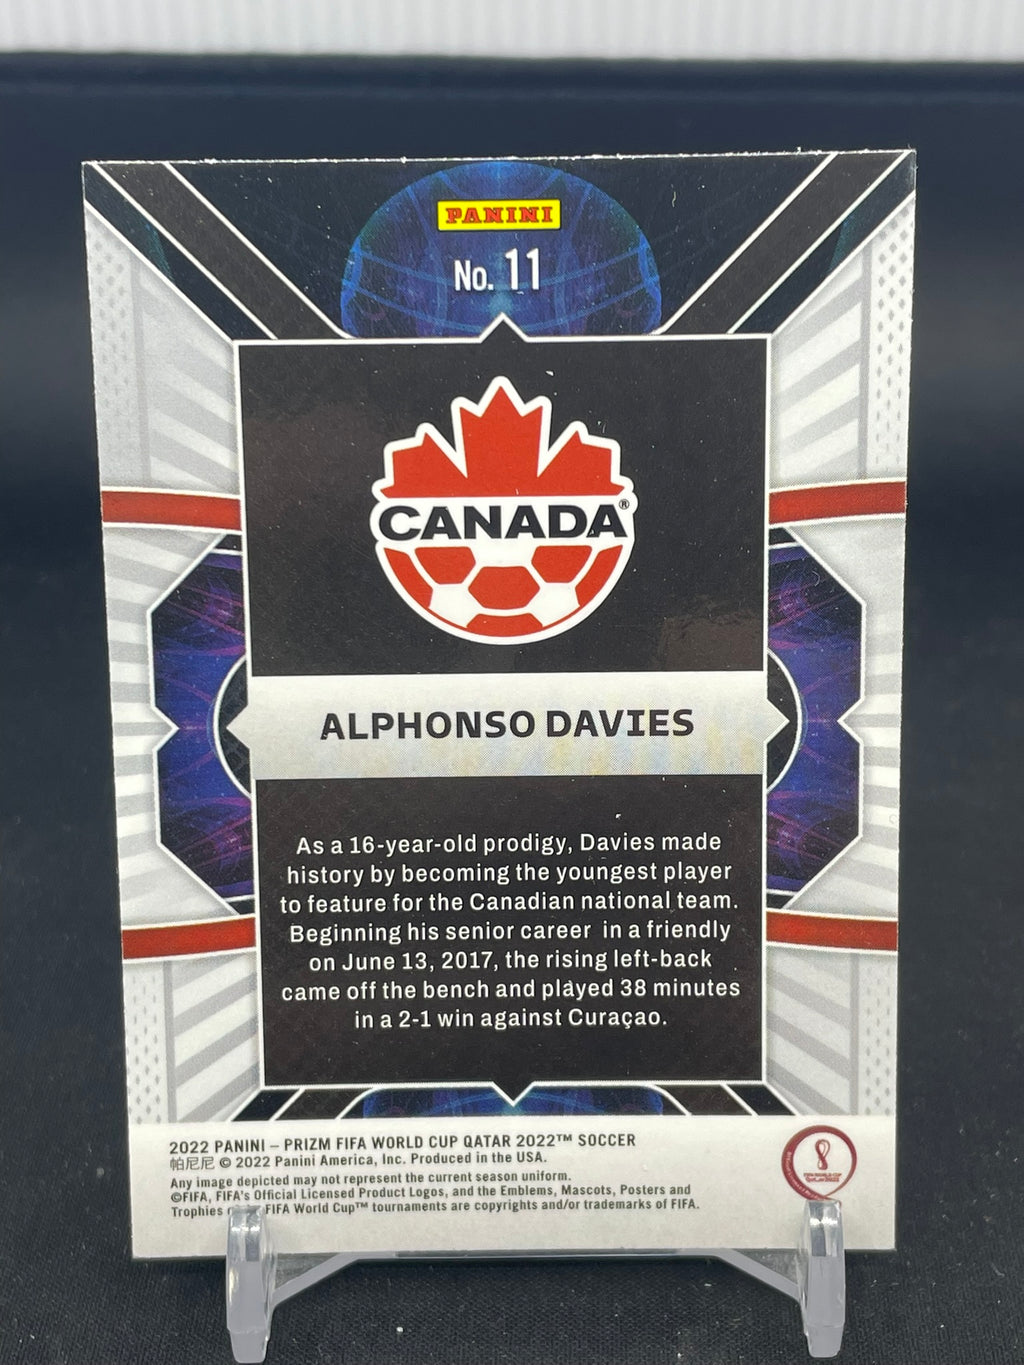 PANINI
No. 11
CANADA®
ALPHONSO DAVIES
As a 16-year-old prodigy, Davies made
history by becoming the youngest player
to feature for the Canadian national team.
Beginning his senior career in a friendly
on June 13, 2017, the rising left-back
came off the bench and played 38 minutes
in a 2-1 win against Curaçao.
2022 PANINI – PRIZM FIFA WORLD CUP QATAR 2022™ SOCCER
帕尼尼 © 2022 Panini America, Inc. Produced in the USA.
Any image depicted may not represent the current season uniform.
©FIFA, FIFA's Official Licensed Product Logos, and the Emblems, Mascots, Posters and
Trophies FIFA World Cup™ tournaments are copyrights and/or trademarks of FIFA.
FIFA WORLD CUP
Qatar2022